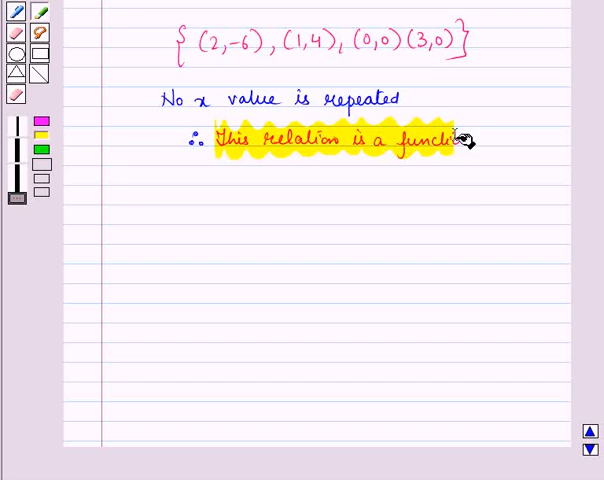 { (2,-6), (1,4), (0,0) (3,0) }
No x value is repeated
∴ This relation is a functi